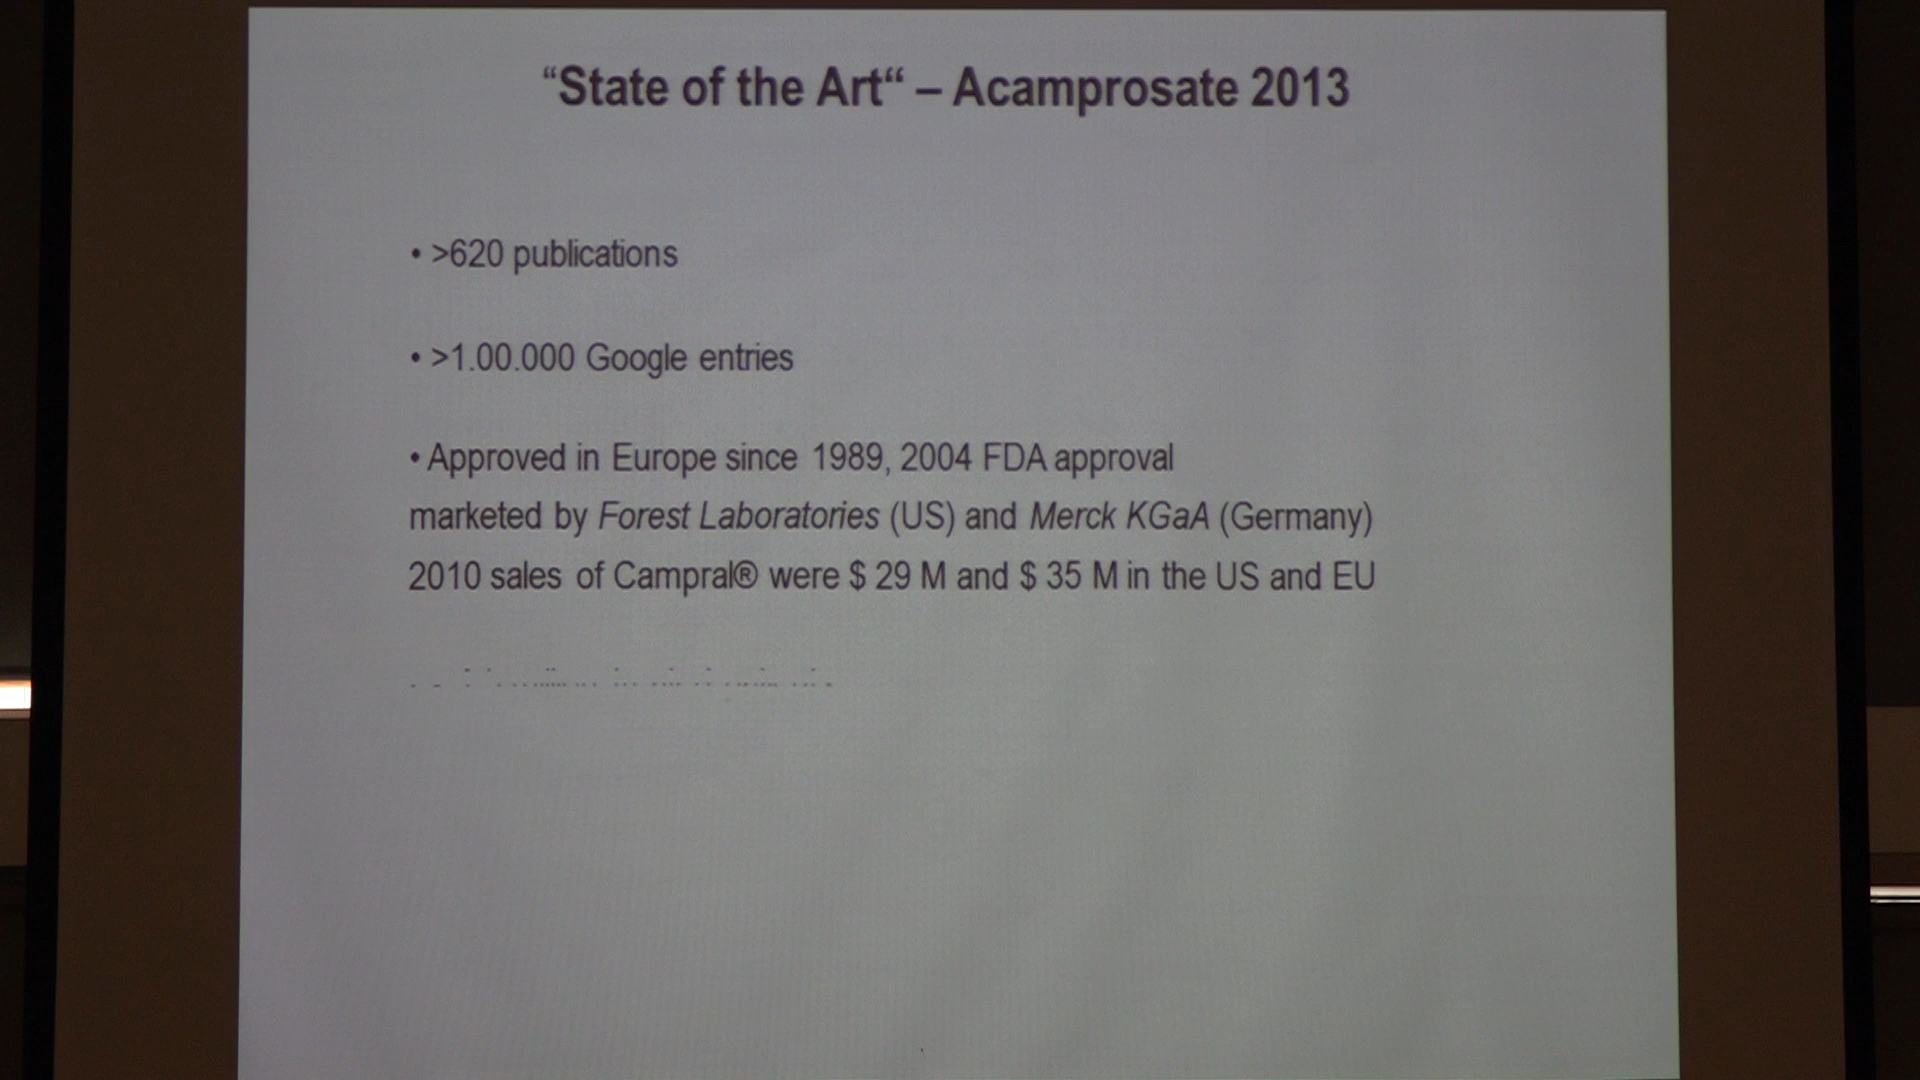 “State of the Art“ – Acamprosate 2013
• >620 publications
• >1.00.000 Google entries
• Approved in Europe since 1989, 2004 FDA approval
marketed by Forest Laboratories (US) and Merck KGaA (Germany)
2010 sales of Campral® were $ 29 M and $ 35 M in the US and EU